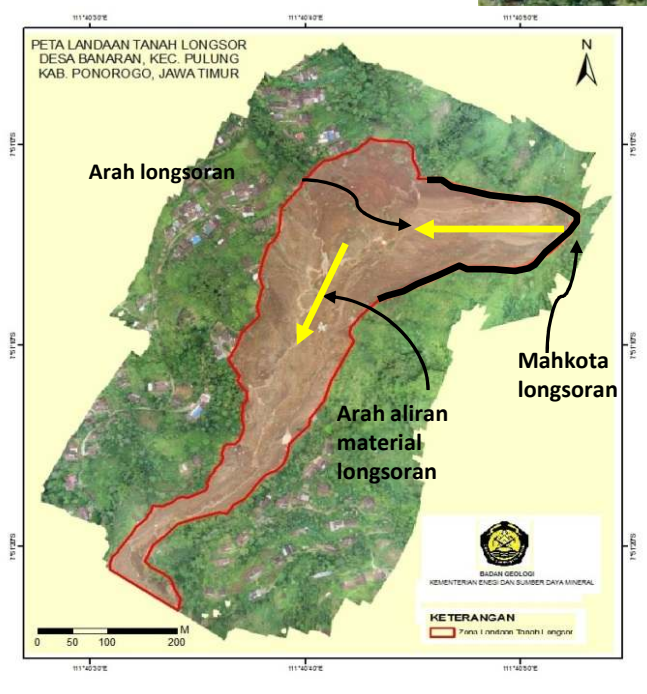 111°40'30"E 111°40'40"E 111°40'50"E
PETA LANDAAN TANAH LONGSOR
DESA BANARAN, KEC. PULUNG
KAB. PONOROGO, JAWA TIMUR
N
Arah longsoran
Mahkota
longsoran
Arah aliran
material
longsoran
BADAN GEOLOGI
KEMENTERIAN ENEGI DAN SUMBER DAYA MINERAL
KETERANGAN
Zona Landaan Tanah Longsor
M
0 50 100 200
111°40'30"E 111°40'40"E 111°40'50"E